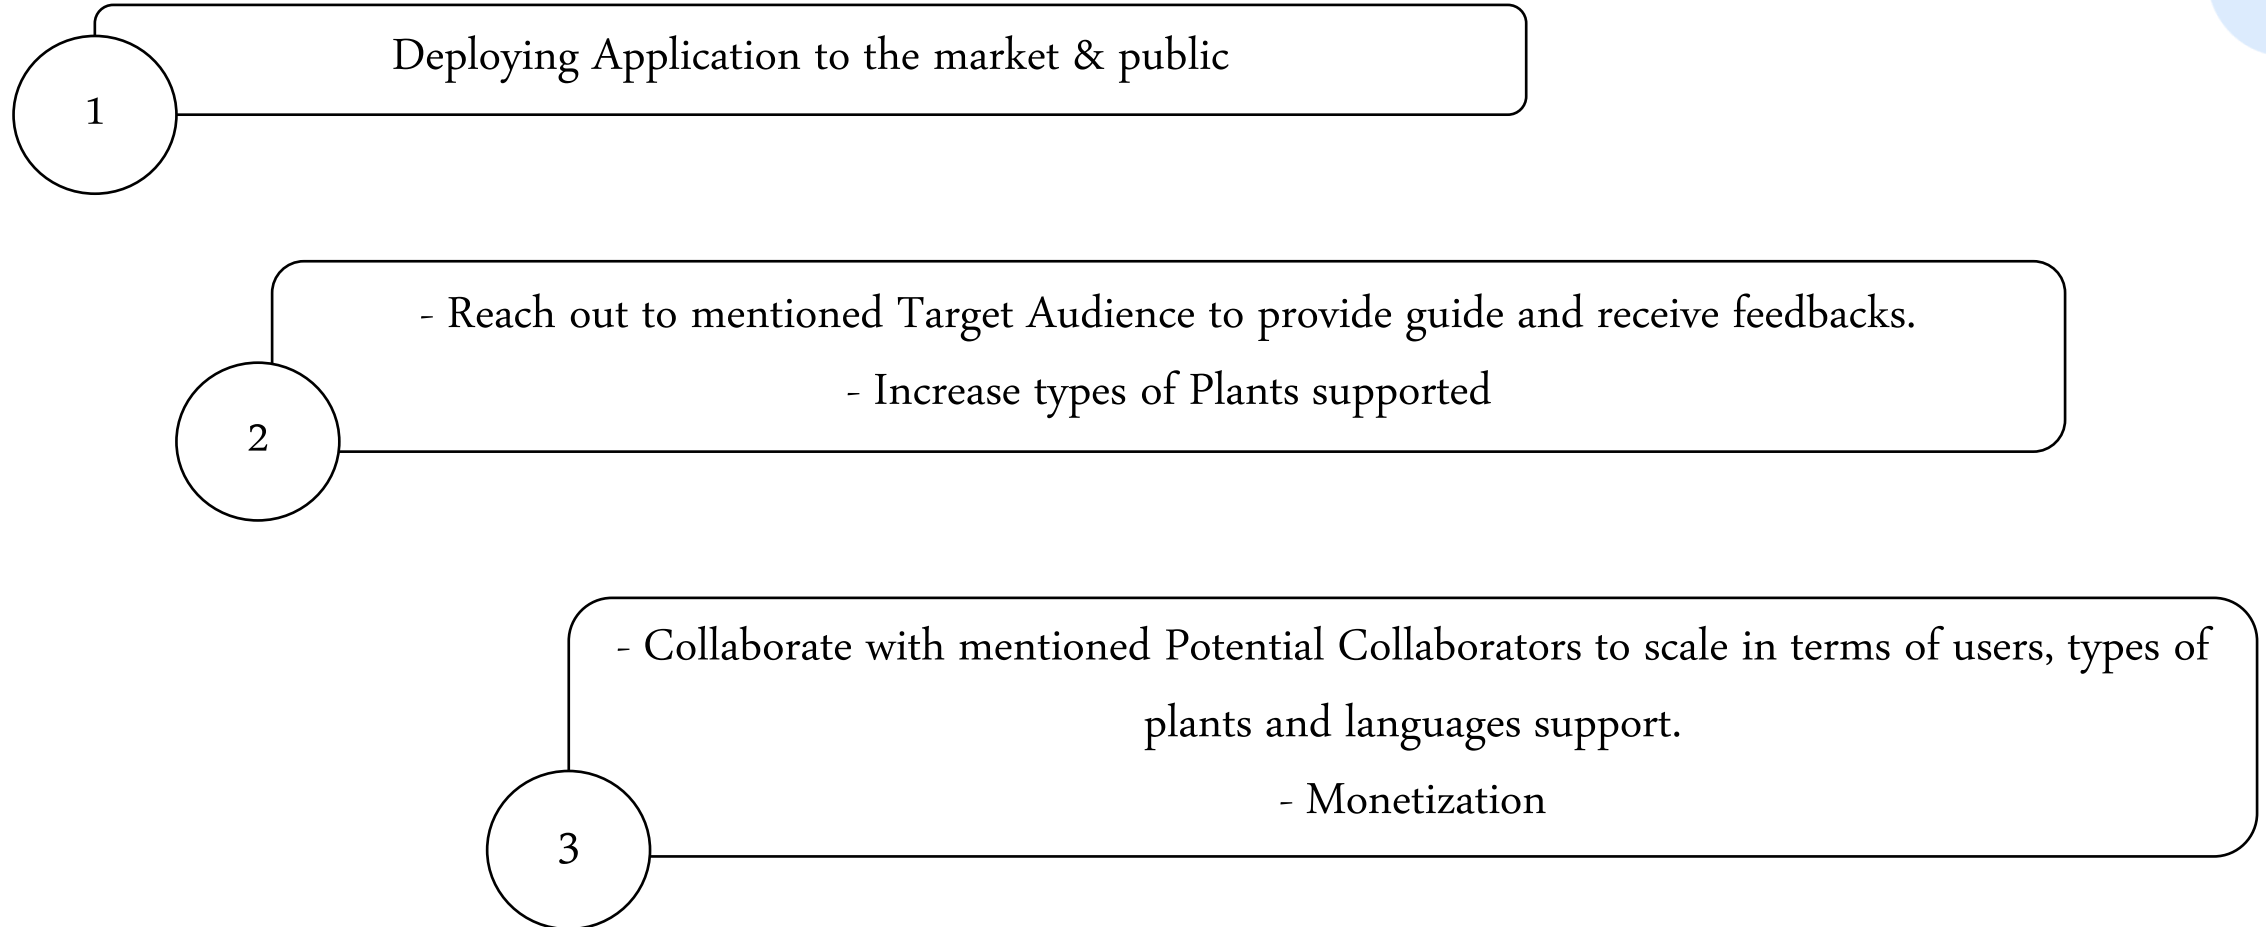 Deploying Application to the market & public
1
- Reach out to mentioned Target Audience to provide guide and receive feedbacks.
- Increase types of Plants supported
2
- Collaborate with mentioned Potential Collaborators to scale in terms of users, types of
plants and languages support.
- Monetization
3